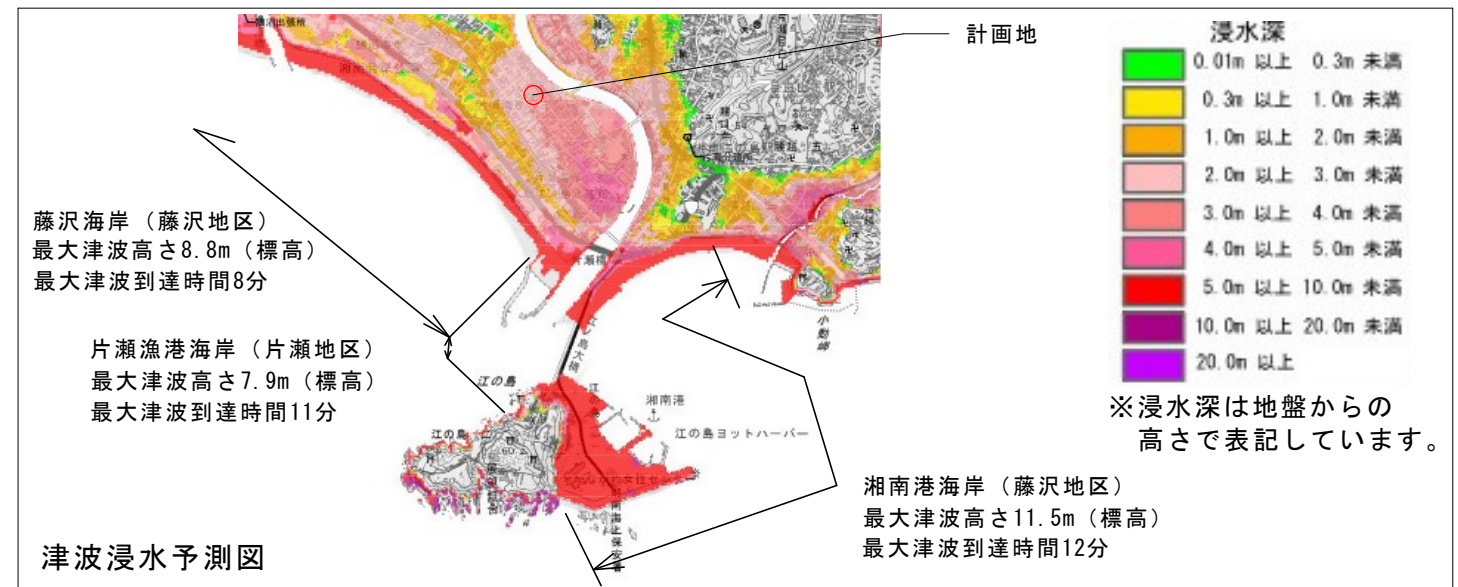 計画地
浸水深
0.01m 以上 0.3m 未満
0.3m 以上 1.0m 未満
1.0m 以上 2.0m 未満
2.0m 以上 3.0m 未満
3.0m 以上 4.0m 未満
4.0m 以上 5.0m 未満
5.0m 以上 10.0m 未満
10.0m 以上 20.0m 未満
20.0m 以上
※浸水深は地盤からの
高さで表記しています。
藤沢海岸（藤沢地区）
最大津波高さ8.8m（標高）
最大津波到達時間8分
片瀬漁港海岸（片瀬地区）
最大津波高さ7.9m（標高）
最大津波到達時間11分
片瀬橋
小動岬
江の島大橋
江の島
湘南港
江の島ヨットハーバー
江の島
湘南港海岸（藤沢地区）
最大津波高さ11.5m（標高）
最大津波到達時間12分
津波浸水予測図